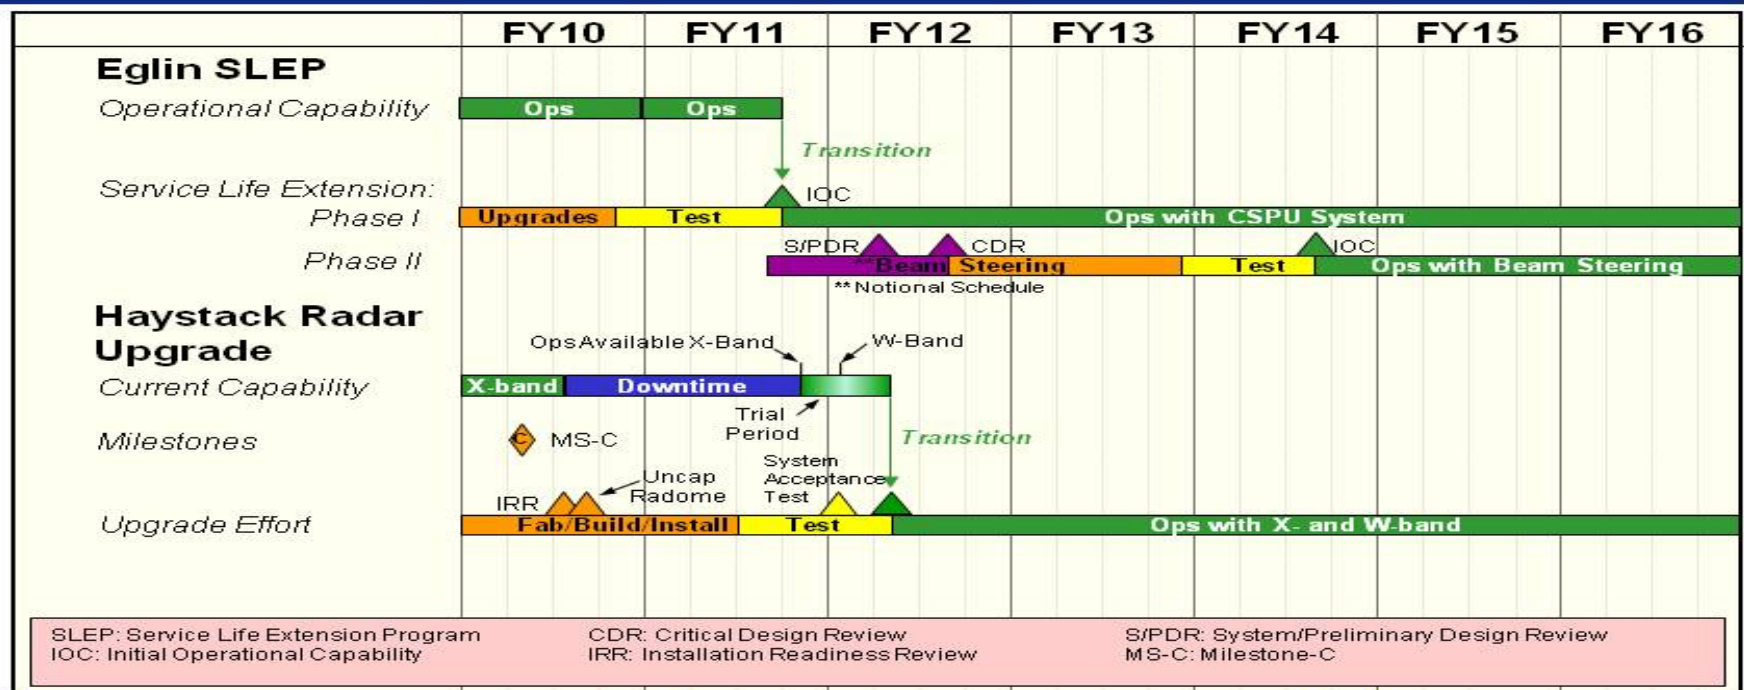 FY10 FY11 FY12 FY13 FY14 FY15 FY16
Eglin SLEP
Operational Capability Ops Ops
Transition
Service Life Extension: IOC
Phase I Upgrades Test Ops with CSPU System
S/PDR CDR IOC
Phase II **Beam Steering Test Ops with Beam Steering
**Notional Schedule
Haystack Radar
Upgrade
OpsAvailable X-Band W-Band
Current Capability X-band Downtime
Trial
Period
Milestones C MS-C Transition
System
Acceptance
Test
Uncap
Radome
IRR
Upgrade Effort Fab/Build/Install Test Ops with X- and W-band
SLEP: Service Life Extension Program CDR: Critical Design Review S/PDR: System/Preliminary Design Review
IOC: Initial Operational Capability IRR: Installation Readiness Review MS-C: Milestone-C